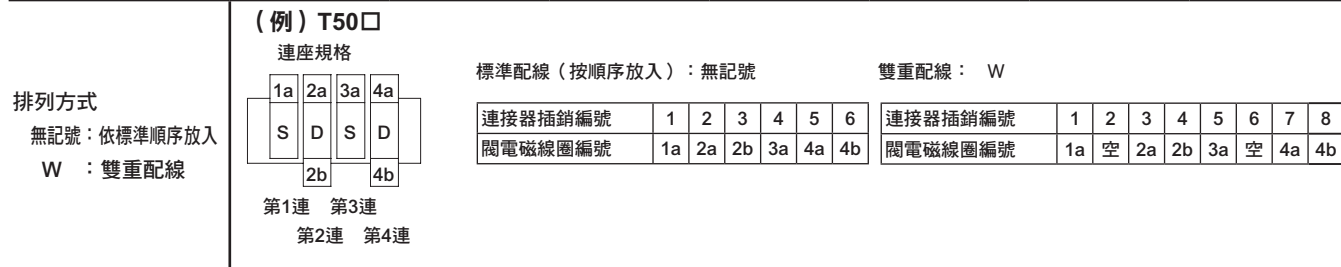 排列方式
無記號：依標準順序放入
W ：雙重配線
（例）T50□
連座規格
1a 2a 3a 4a
S D S D
2b 4b
第1連 第3連
第2連 第4連
標準配線（按順序放入）：無記號
連接器插銷編號 1 2 3 4 5 6
閥電磁線圈編號 1a 2a 2b 3a 4a 4b
雙重配線： W
連接器插銷編號 1 2 3 4 5 6 7 8
閥電磁線圈編號 1a 空 2a 2b 3a 空 4a 4b